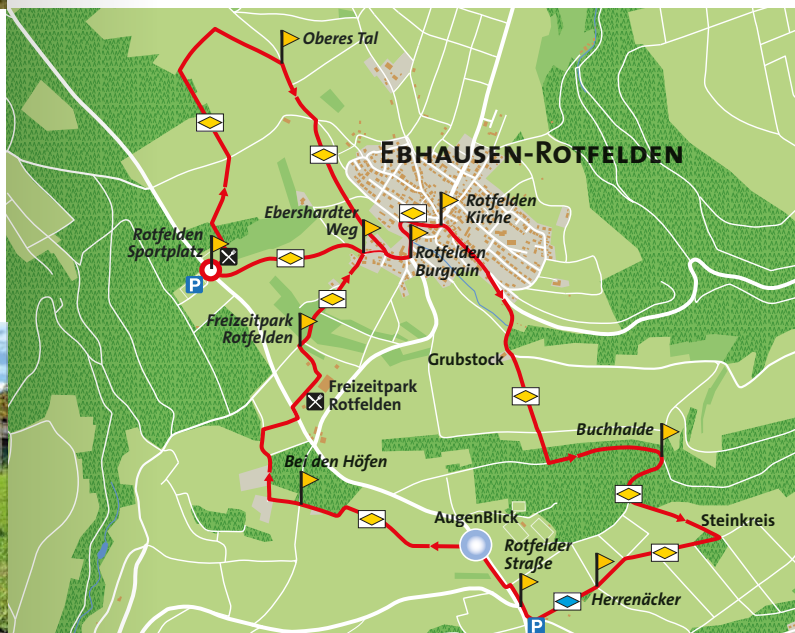 Oberes Tal
EBHAUSEN-ROTFELDEN
Rotfelden
Kirche
Ebershardter
Weg
Rotfelden
Sportplatz
Rotfelden
Burgrain
P
Freizeitpark
Rotfelden
Grubstock
Freizeitpark
Rotfelden
Buchhalde
Bei den Höfen
AugenBlick
Steinkreis
Rotfelder
Straße
Herrenäcker
P